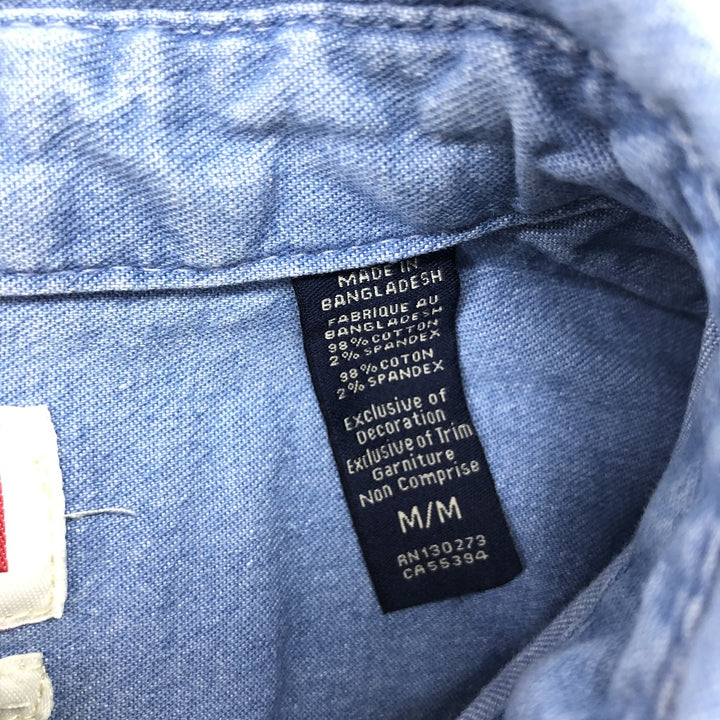 MADE IN
BANGLADESH
FABRIQUE AU
BANGLADESH
98% COTTON
2% SPANDEX
98% COTON
2% SPANDEX
Exclusive of
Decoration
Exclusive of Trim
Garniture
Non Comprise
M/M
RN130273
CA55394